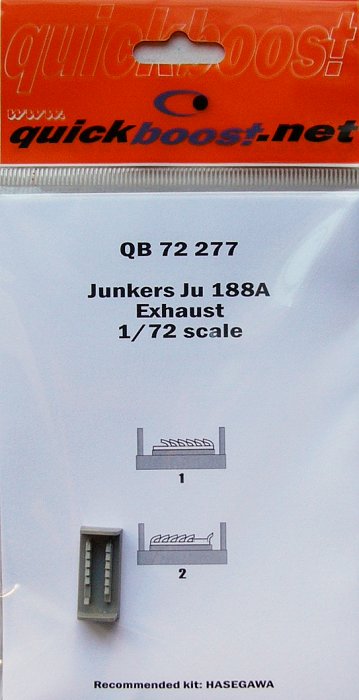 quickboost
www.
quickboost.net
QB 72 277
Junkers Ju 188A
Exhaust
1/72 scale
1
2
Recommended kit: HASEGAWA